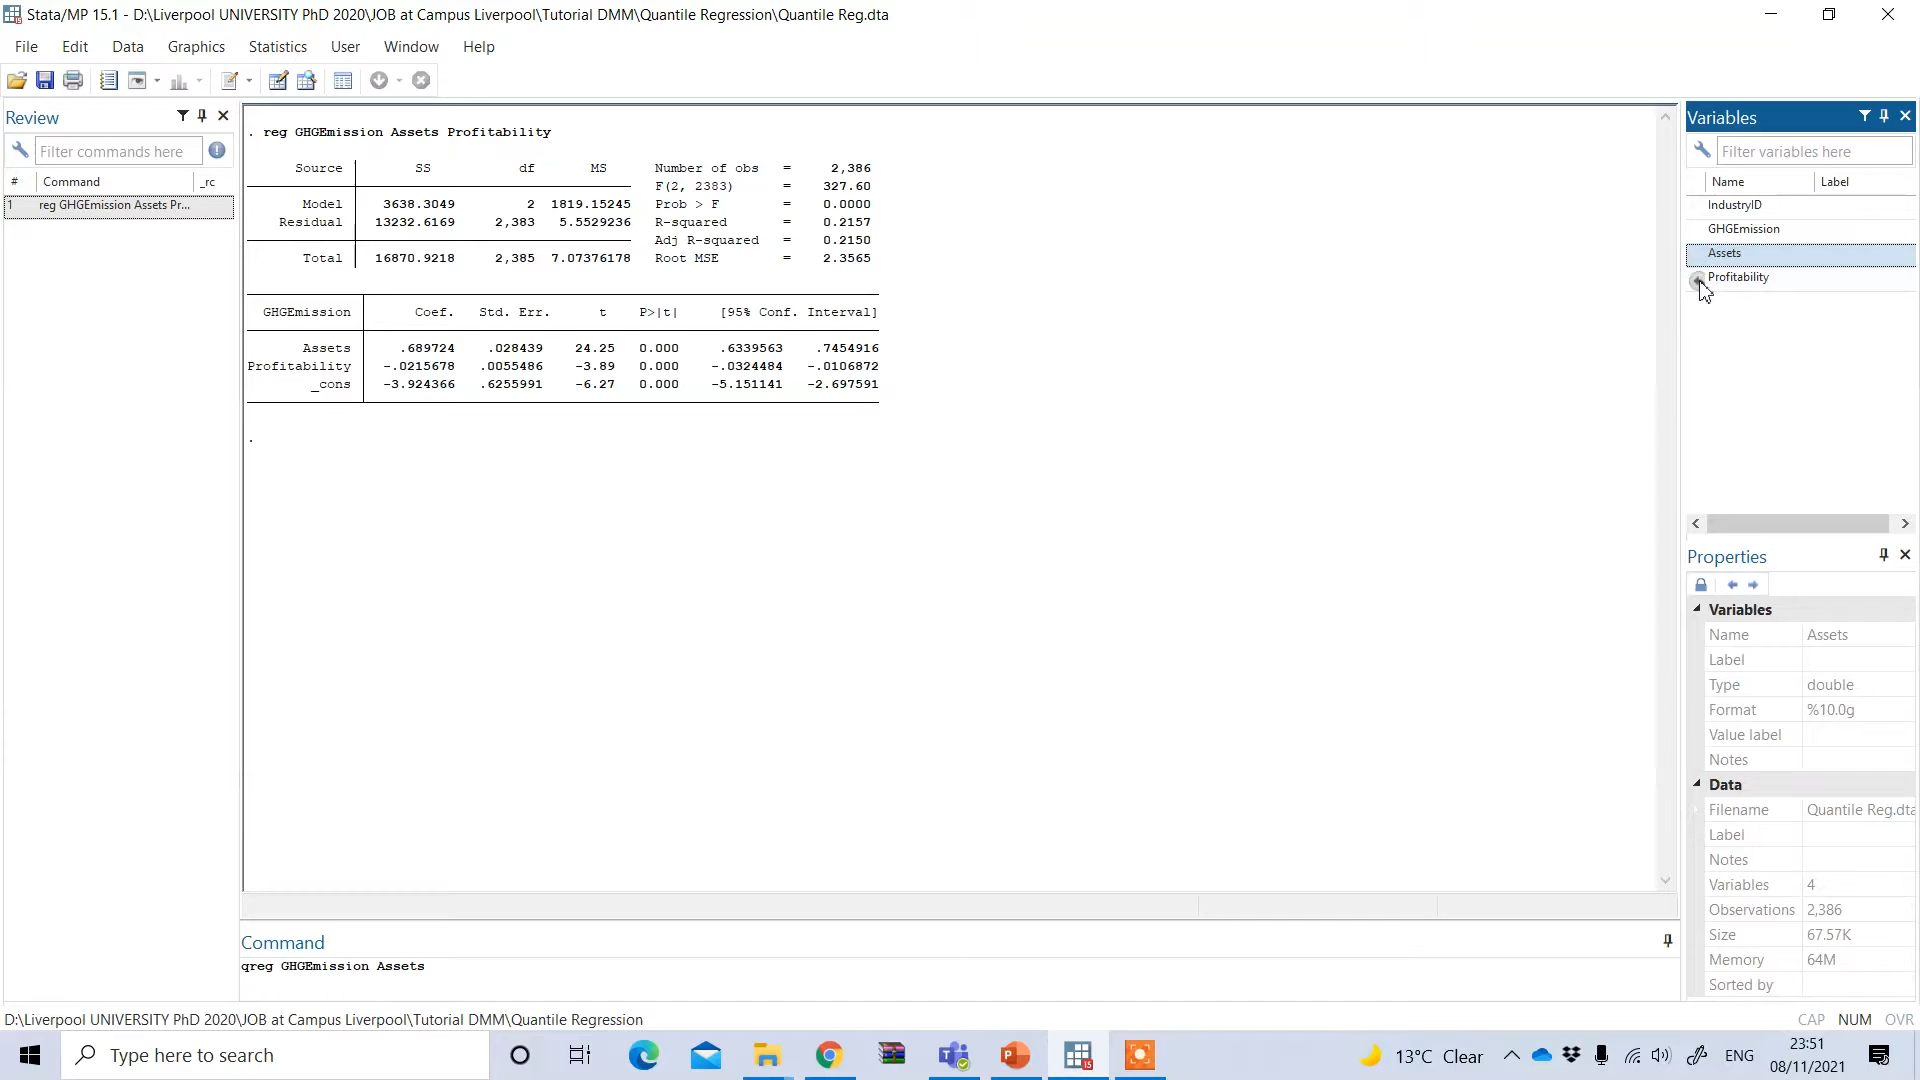 Stata/MP 15.1 - D:\Liverpool UNIVERSITY PhD 2020\JOB at Campus Liverpool\Tutorial DMM\Quantile Regression\Quantile Reg.dta
File Edit Data Graphics Statistics User Window Help
Review
Filter commands here
# Command _rc
1 reg GHGEmission Assets Pr...
. reg GHGEmission Assets Profitability
Source SS df MS Number of obs = 2,386
F(2, 2383) = 327.60
Model 3638.3049 2 1819.15245 Prob > F = 0.0000
Residual 13232.6169 2,383 5.5529236 R-squared = 0.2157
Adj R-squared = 0.2150
Total 16870.9218 2,385 7.07376178 Root MSE = 2.3565
GHGEmission Coef. Std. Err. t P>|t| [95% Conf. Interval]
Assets .689724 .028439 24.25 0.000 .6339563 .7454916
Profitability -.0215678 .0055486 -3.89 0.000 -.0324484 -.0106872
_cons -3.924366 .6255991 -6.27 0.000 -5.151141 -2.697591
.
Command
qreg GHGEmission Assets
Variables
Filter variables here
Name Label
IndustryID
GHGEmission
Assets
Profitability
Properties
Variables
Name Assets
Label
Type double
Format %10.0g
Value label
Notes
Data
Filename Quantile Reg.dta
Label
Notes
Variables 4
Observations 2,386
Size 67.57K
Memory 64M
Sorted by
D:\Liverpool UNIVERSITY PhD 2020\JOB at Campus Liverpool\Tutorial DMM\Quantile Regression
CAP NUM OVR
Type here to search
13°C Clear
ENG
23:51
08/11/2021